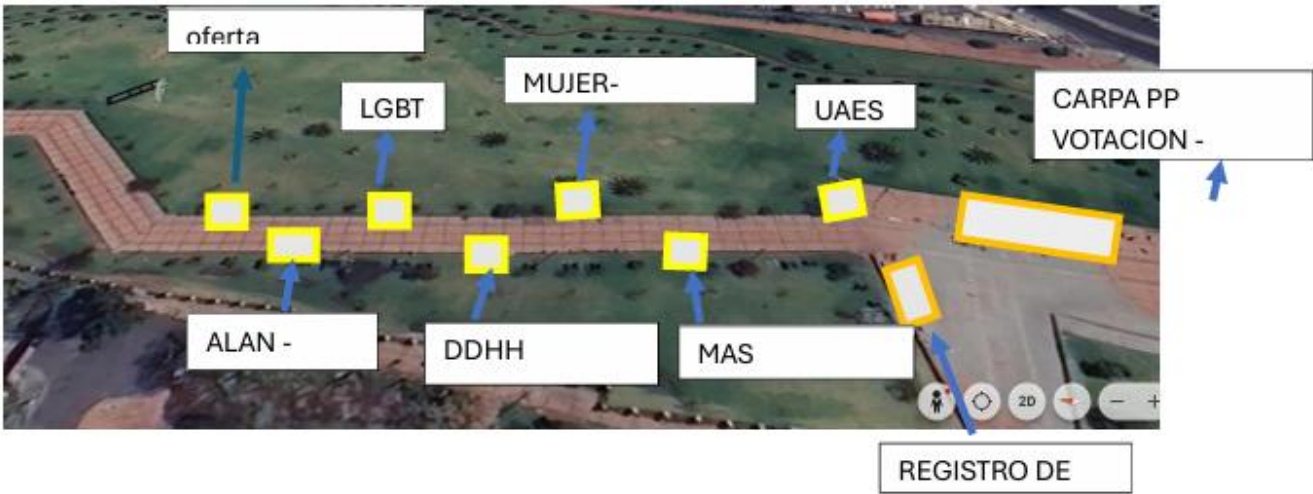 oferta
LGBT
MUJER-
UAES
CARPA PP
VOTACION -
ALAN -
DDHH
MAS
2D
REGISTRO DE